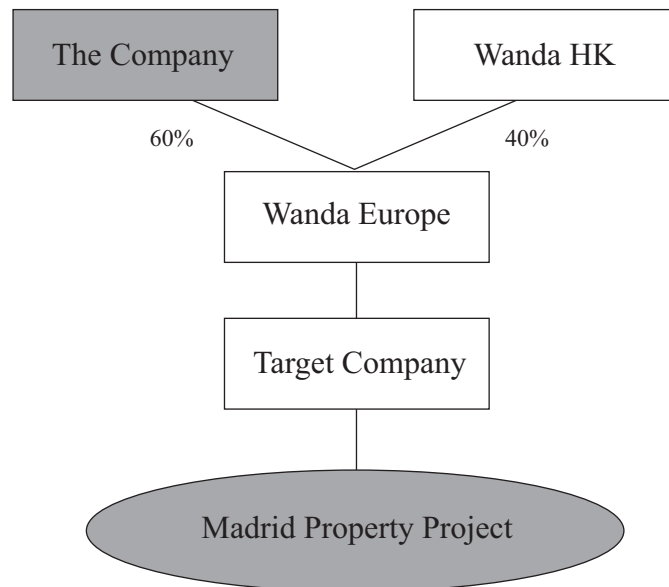 The Company
Wanda HK
60%
40%
Wanda Europe
Target Company
Madrid Property Project